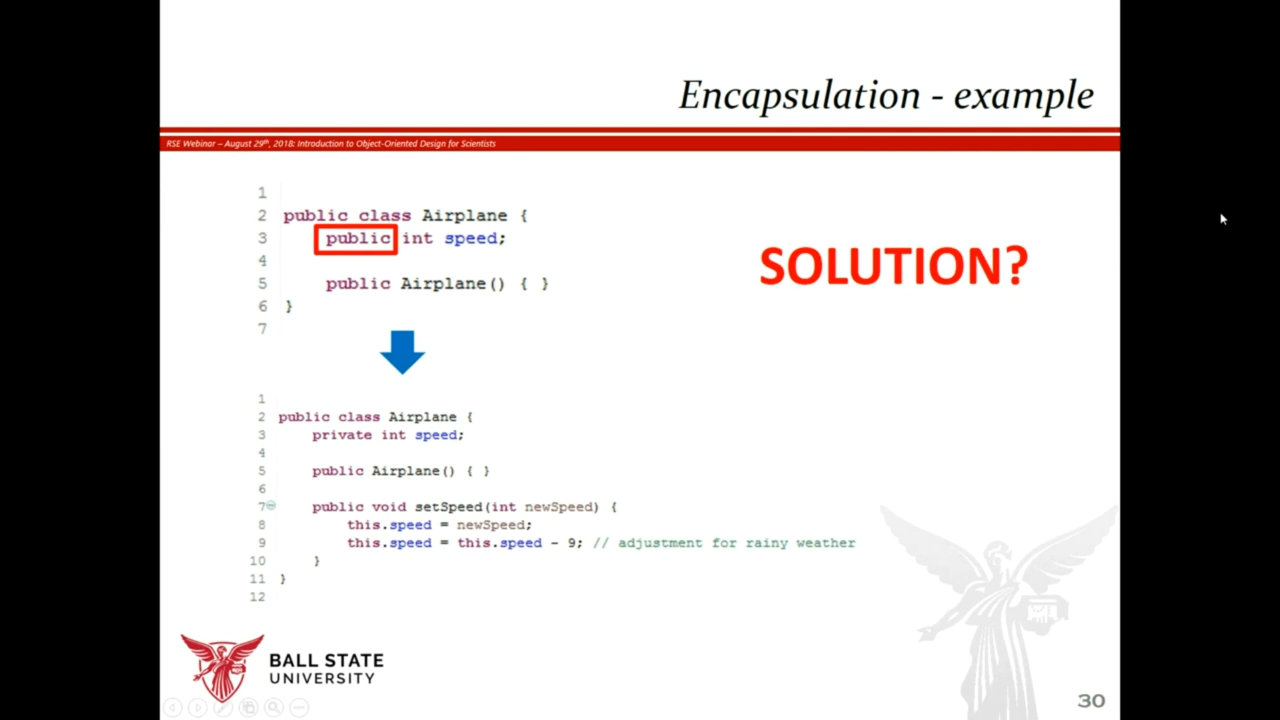 Encapsulation - example
RSE Webinar – August 29th, 2018: Introduction to Object-Oriented Design for Scientists
1
2 public class Airplane {
3 public int speed;
4
5 public Airplane() { }
6 }
7
SOLUTION?
1
2 public class Airplane {
3 private int speed;
4
5 public Airplane() { }
6
7 public void setSpeed(int newSpeed) {
8 this.speed = newSpeed;
9 this.speed = this.speed - 9; // adjustment for rainy weather
10 }
11 }
12
BALL STATE
UNIVERSITY
30